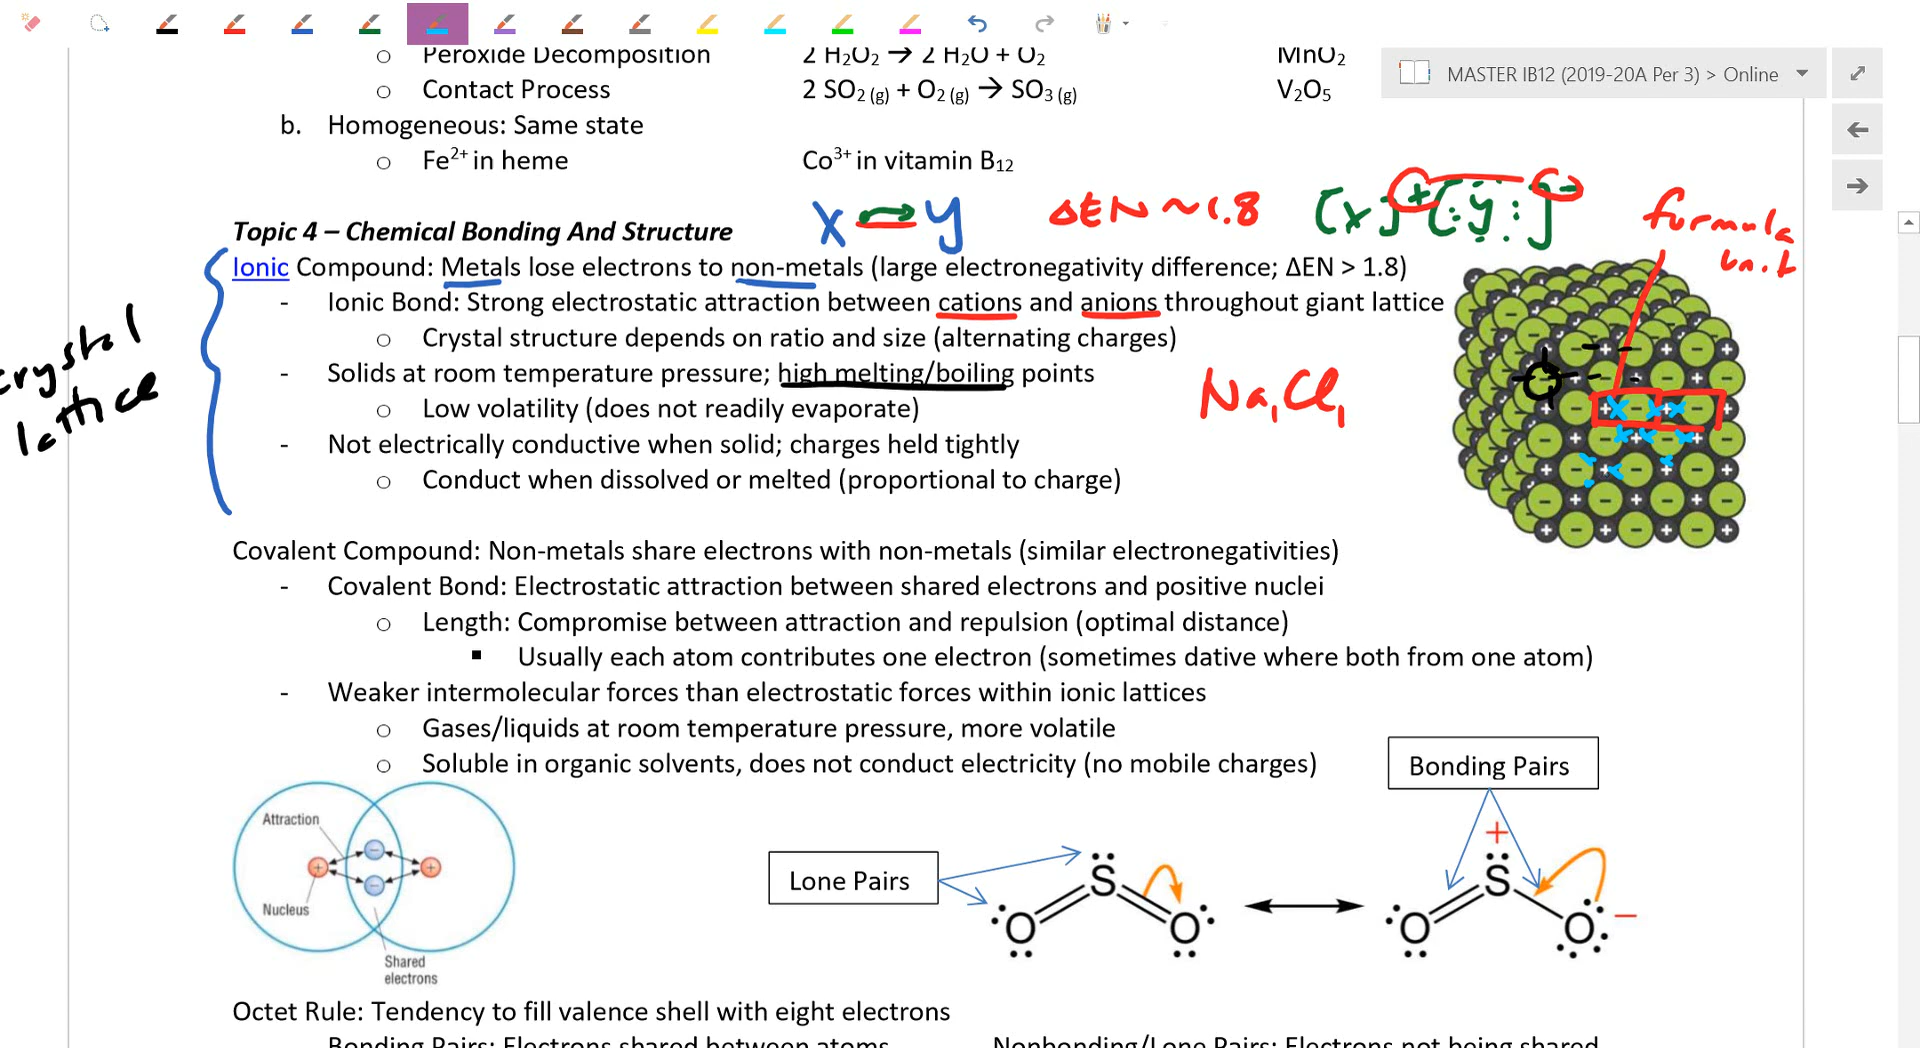 o Peroxide Decomposition 2 H₂O₂ → 2 H₂O + O₂ MnO₂
MASTER IB12 (2019-20A Per 3) > Online
o Contact Process 2 SO₂ (g) + O₂ (g) → SO₃ (g) V₂O₅
b. Homogeneous: Same state
o Fe²⁺ in heme Co³⁺ in vitamin B₁₂
x y ΔEN ~1.8 [x]⁺[:ÿ:]⁻
formula
unit
Topic 4 – Chemical Bonding And Structure
Ionic Compound: Metals lose electrons to non-metals (large electronegativity difference; ΔEN > 1.8)
- Ionic Bond: Strong electrostatic attraction between cations and anions throughout giant lattice
o Crystal structure depends on ratio and size (alternating charges)
crystal
lattice
- Solids at room temperature pressure; high melting/boiling points
Na₁Cl₁
o Low volatility (does not readily evaporate)
- Not electrically conductive when solid; charges held tightly
o Conduct when dissolved or melted (proportional to charge)
Covalent Compound: Non-metals share electrons with non-metals (similar electronegativities)
- Covalent Bond: Electrostatic attraction between shared electrons and positive nuclei
o Length: Compromise between attraction and repulsion (optimal distance)
▪ Usually each atom contributes one electron (sometimes dative where both from one atom)
- Weaker intermolecular forces than electrostatic forces within ionic lattices
o Gases/liquids at room temperature pressure, more volatile
o Soluble in organic solvents, does not conduct electricity (no mobile charges)
Bonding Pairs
Attraction
Nucleus
Shared
electrons
Lone Pairs
S S
O O O O
Octet Rule: Tendency to fill valence shell with eight electrons
Bonding Pairs: Electrons shared between atoms Nonbonding/Lone Pairs: Electrons not being shared